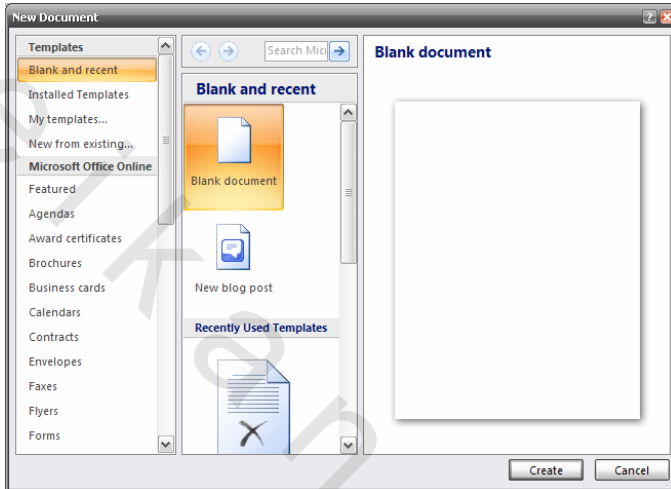 New Document
Templates
Blank and recent
Installed Templates
My templates...
New from existing...
Microsoft Office Online
Featured
Agendas
Award certificates
Brochures
Business cards
Calendars
Contracts
Envelopes
Faxes
Flyers
Forms
Search Mic
Blank and recent
Blank document
New blog post
Recently Used Templates
Blank document
Create
Cancel